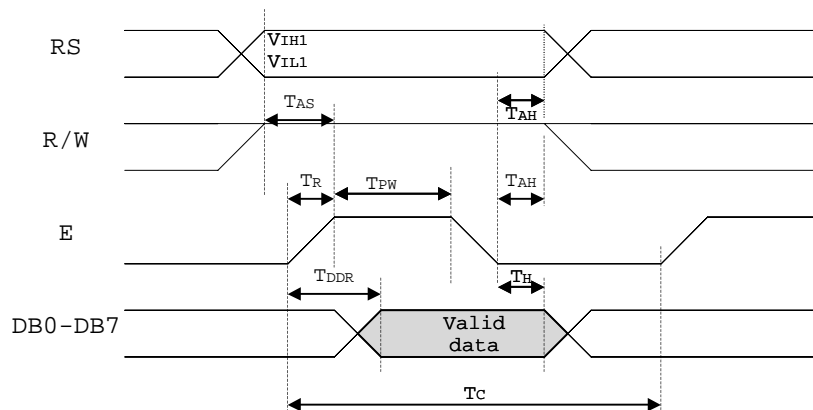 RS
VIH1
VIL1
TAS
TAH
R/W
TR
TPW
TAH
E
TDDR
TH
DB0-DB7
Valid
data
TC